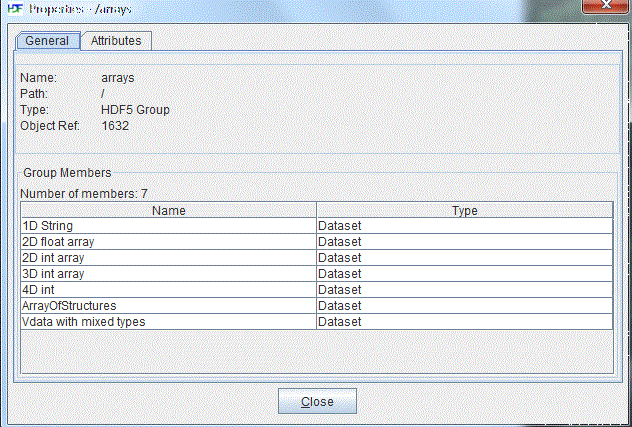 HDF Properties - /arrays
General Attributes
Name: arrays
Path: /
Type: HDF5 Group
Object Ref: 1632
Group Members
Number of members: 7
Name Type
1D String Dataset
2D float array Dataset
2D int array Dataset
3D int array Dataset
4D int Dataset
ArrayOfStructures Dataset
Vdata with mixed types Dataset
Close